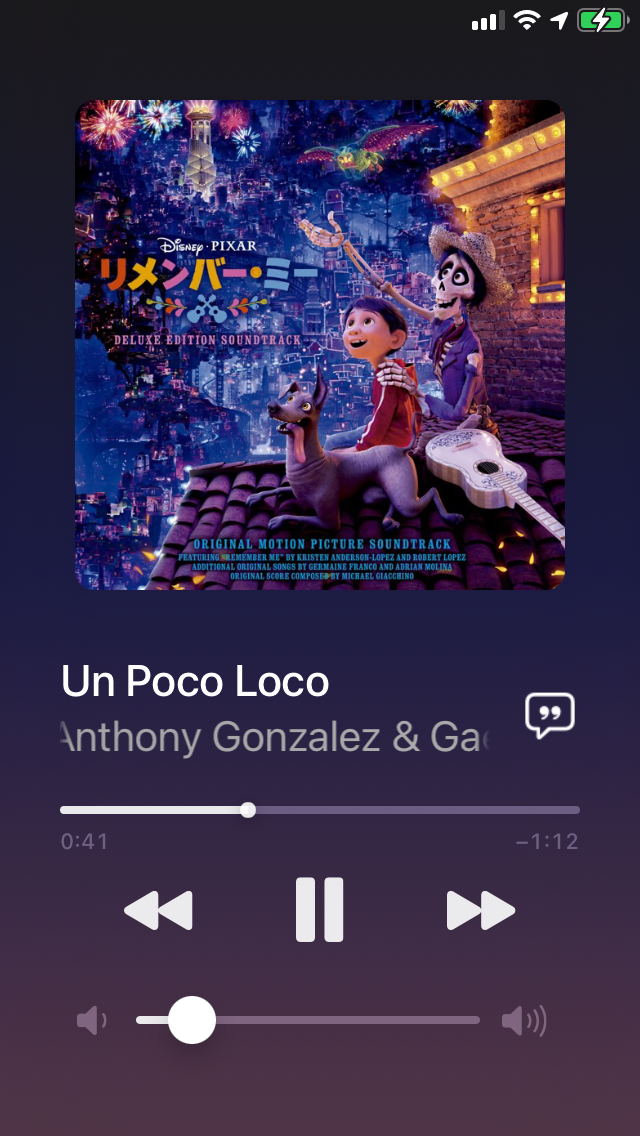 Disney · PIXAR
リメンバー・ミー
DELUXE EDITION SOUNDTRACK
ORIGINAL MOTION PICTURE SOUNDTRACK
FEATURING "REMEMBER ME" BY KRISTEN ANDERSON-LOPEZ AND ROBERT LOPEZ
ADDITIONAL ORIGINAL SONGS BY GERMAINE FRANCO AND ADRIAN MOLINA
ORIGINAL SCORE COMPOSED BY MICHAEL GIACCHINO
Un Poco Loco
Anthony Gonzalez & Gae
0:41 −1:12